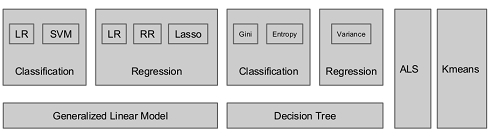 LR SVM
Classification
LR RR Lasso
Regression
Gini Entropy
Classification
Variance
Regression
ALS
Kmeans
Generalized Linear Model
Decision Tree